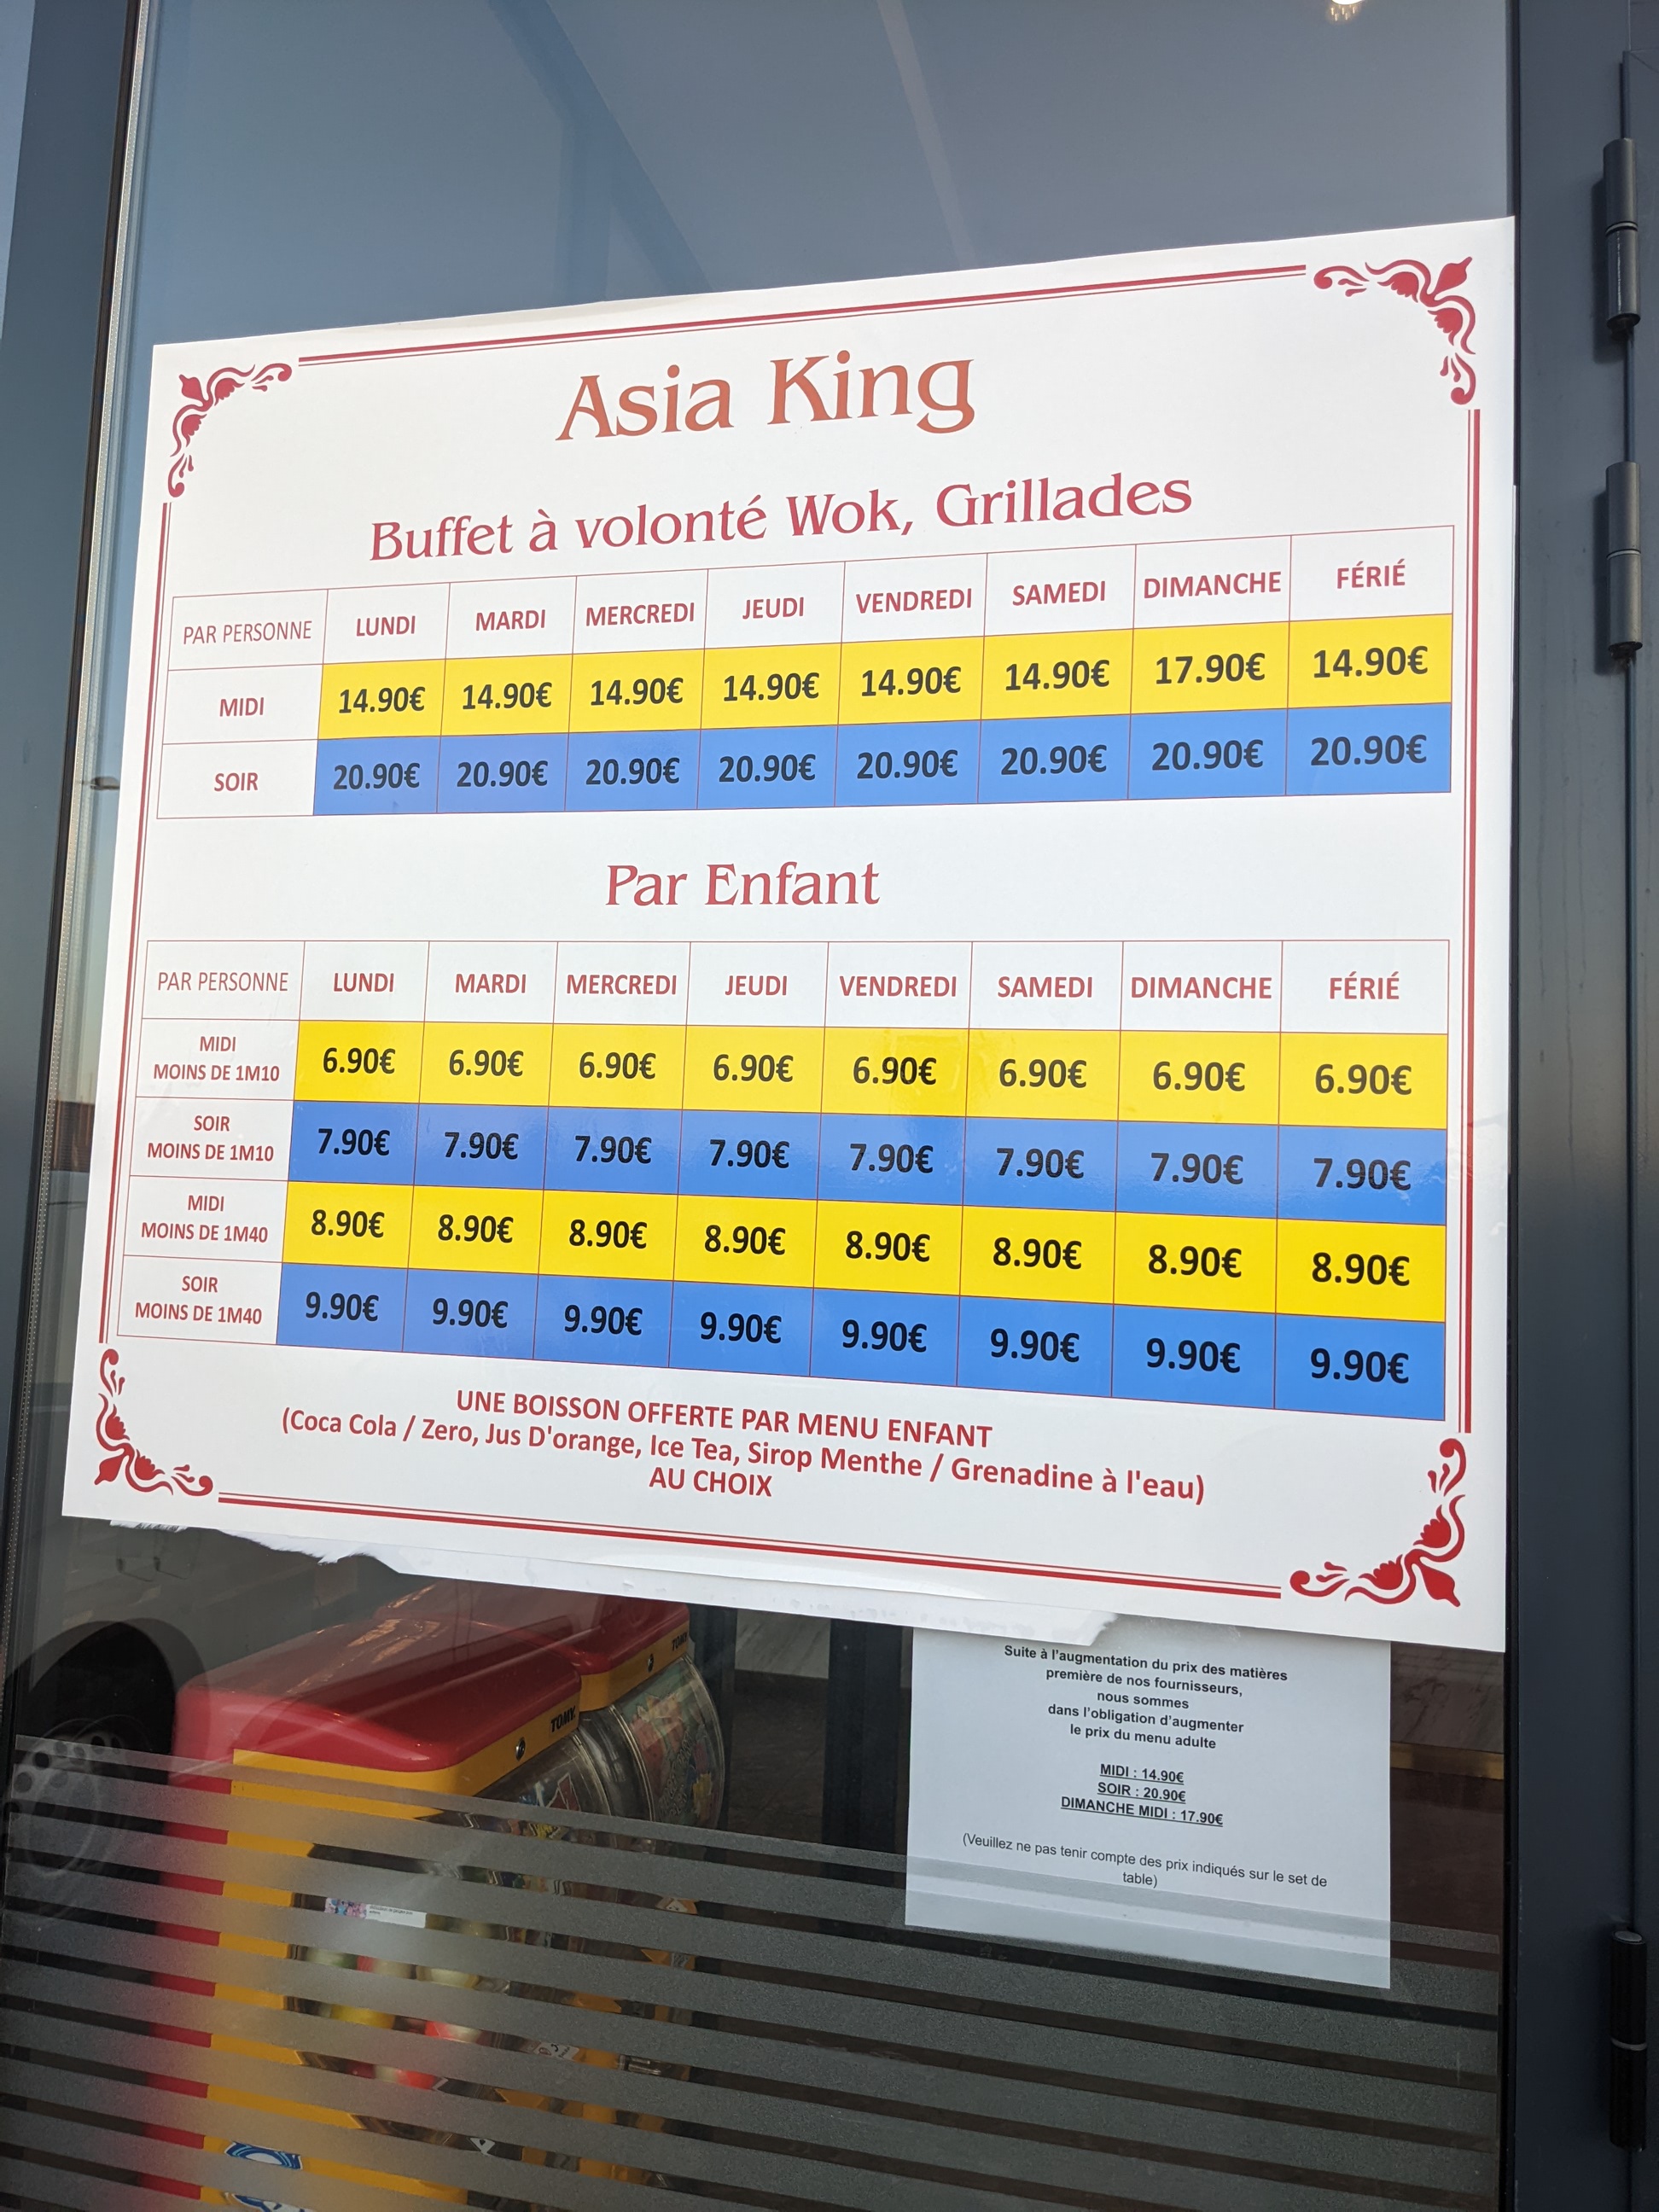 Asia King
Buffet à volonté Wok, Grillades
PAR PERSONNE LUNDI MARDI MERCREDI JEUDI VENDREDI SAMEDI DIMANCHE FÉRIÉ
MIDI 14.90€ 14.90€ 14.90€ 14.90€ 14.90€ 14.90€ 17.90€ 14.90€
SOIR 20.90€ 20.90€ 20.90€ 20.90€ 20.90€ 20.90€ 20.90€ 20.90€
Par Enfant
PAR PERSONNE LUNDI MARDI MERCREDI JEUDI VENDREDI SAMEDI DIMANCHE FÉRIÉ
MIDI
MOINS DE 1M10 6.90€ 6.90€ 6.90€ 6.90€ 6.90€ 6.90€ 6.90€ 6.90€
SOIR
MOINS DE 1M10 7.90€ 7.90€ 7.90€ 7.90€ 7.90€ 7.90€ 7.90€ 7.90€
MIDI
MOINS DE 1M40 8.90€ 8.90€ 8.90€ 8.90€ 8.90€ 8.90€ 8.90€ 8.90€
SOIR
MOINS DE 1M40 9.90€ 9.90€ 9.90€ 9.90€ 9.90€ 9.90€ 9.90€ 9.90€
UNE BOISSON OFFERTE PAR MENU ENFANT
(Coca Cola / Zero, Jus D'orange, Ice Tea, Sirop Menthe / Grenadine à l'eau)
AU CHOIX
Suite à l'augmentation du prix des matières
première de nos fournisseurs,
nous sommes
dans l'obligation d'augmenter
le prix du menu adulte
MIDI : 14.90€
SOIR : 20.90€
DIMANCHE MIDI : 17.90€
(Veuillez ne pas tenir compte des prix indiqués sur le set de
table)
TOMY
TOMY